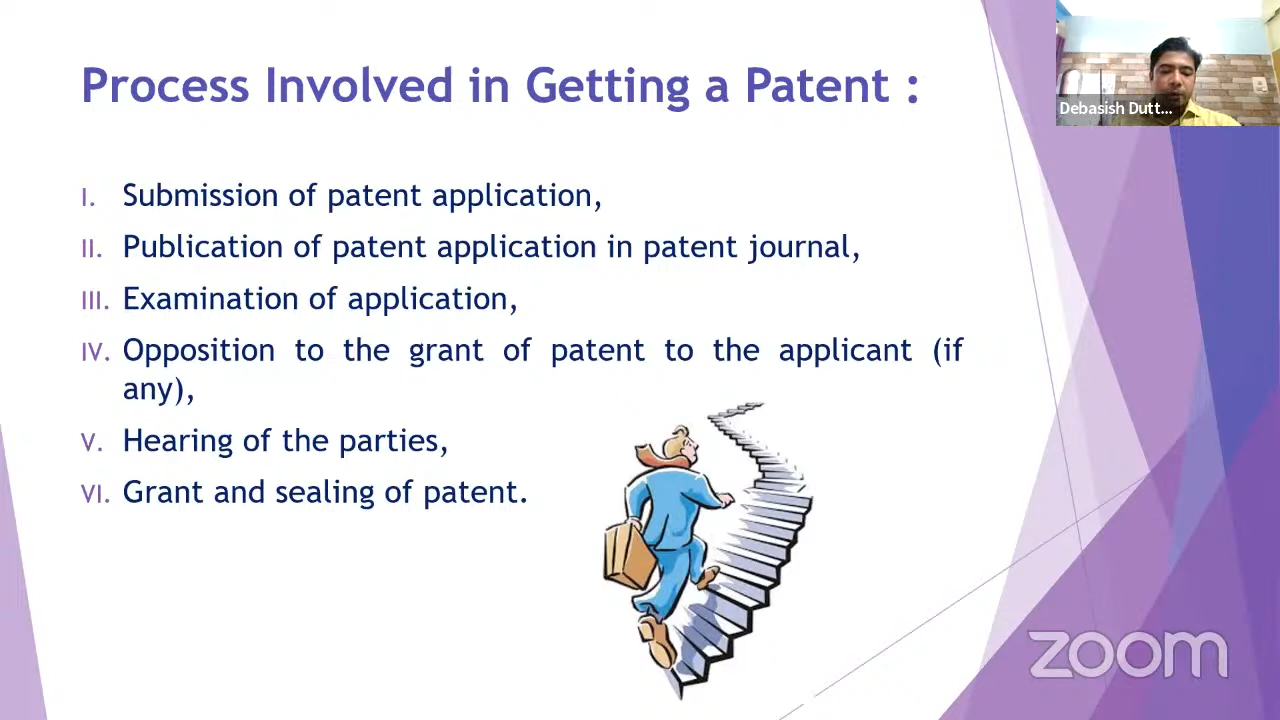 Process Involved in Getting a Patent :
Debasish Dutt...
I. Submission of patent application,
II. Publication of patent application in patent journal,
III. Examination of application,
IV. Opposition to the grant of patent to the applicant (if
any),
V. Hearing of the parties,
VI. Grant and sealing of patent.
zoom